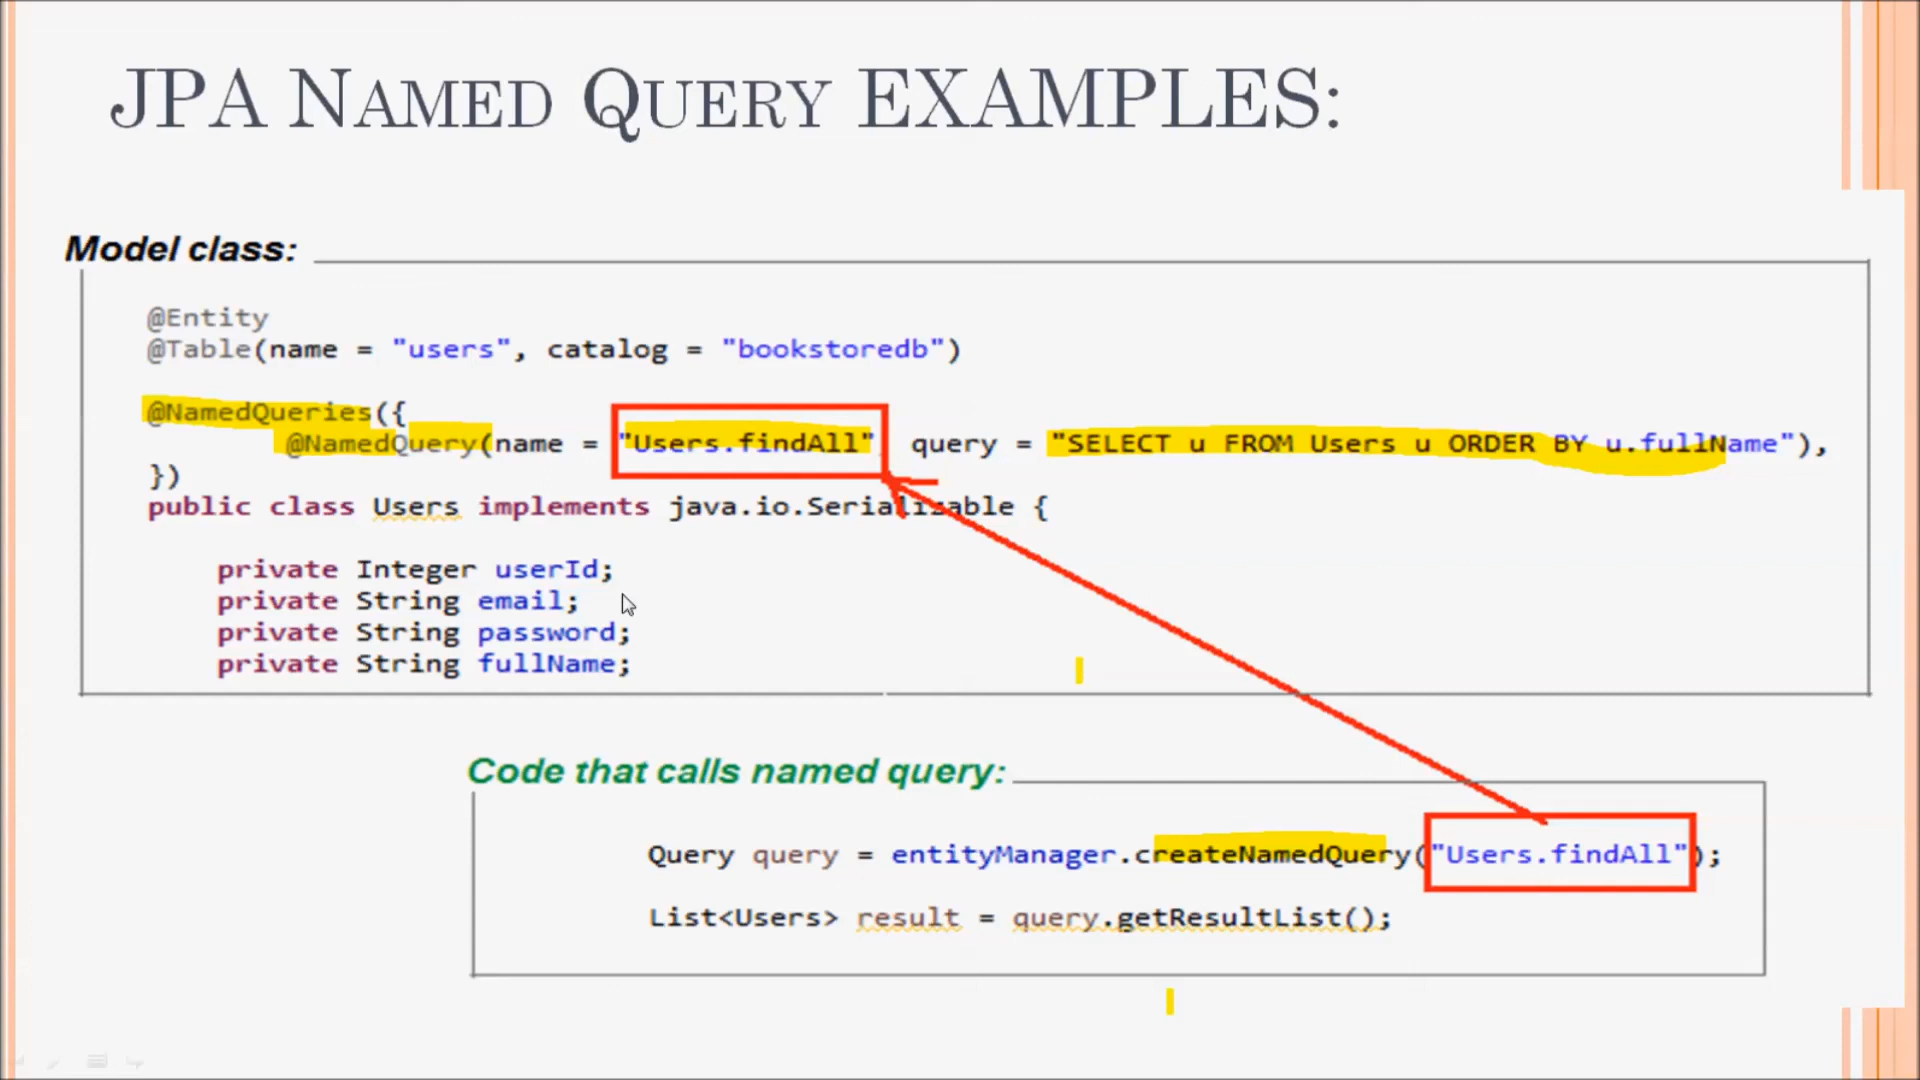 JPA NAMED QUERY EXAMPLES:
Model class:
@Entity
@Table(name = "users", catalog = "bookstoredb")
@NamedQueries({
@NamedQuery(name = "Users.findAll", query = "SELECT u FROM Users u ORDER BY u.fullName"),
})
public class Users implements java.io.Serializable {
private Integer userId;
private String email;
private String password;
private String fullName;
Code that calls named query:
Query query = entityManager.createNamedQuery("Users.findAll");
List<Users> result = query.getResultList();